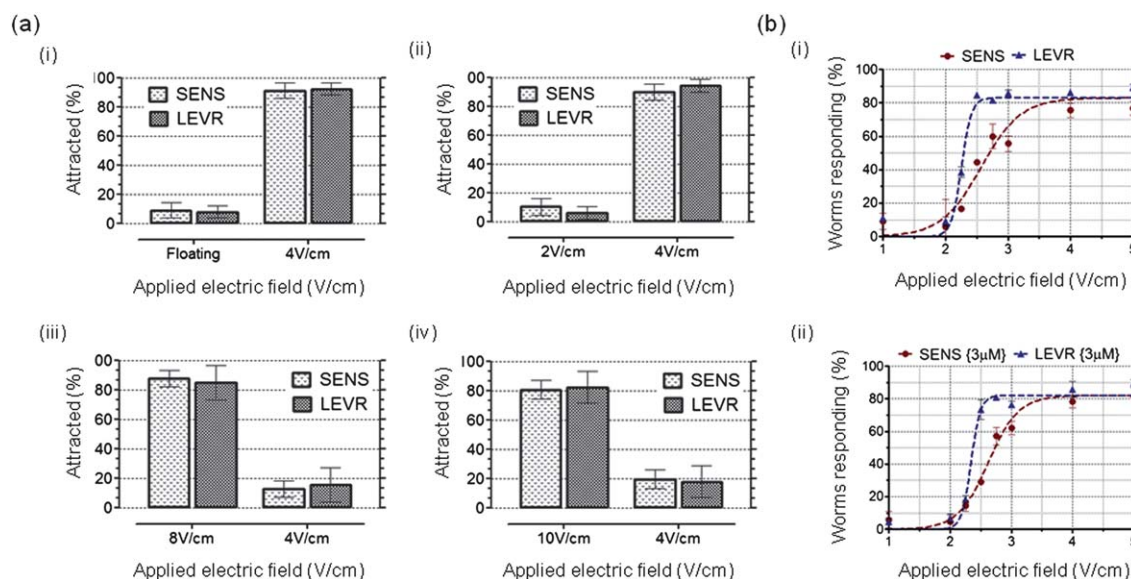 (a)
(i)
00
80
60
40
20
0
Attracted (%)
SENS
LEVR
Floating 4V/cm
Applied electric field (V/cm)
(ii)
100
80
60
40
20
0
Attracted (%)
SENS
LEVR
2V/cm 4V/cm
Applied electric field (V/cm)
(b)
(i)
SENS LEVR
100
80
60
40
20
0
Worms responding (%)
1 2 3 4 5
Applied electric field (V/cm)
(iii)
00
80
60
40
20
0
Attracted (%)
SENS
LEVR
8V/cm 4V/cm
Applied electric field (V/cm)
(iv)
100
80
60
40
20
0
Attracted (%)
SENS
LEVR
10V/cm 4V/cm
Applied electric field (V/cm)
(ii)
SENS {3μM} LEVR {3μM}
100
80
60
40
20
0
Worms responding (%)
1 2 3 4 5
Applied electric field (V/cm)